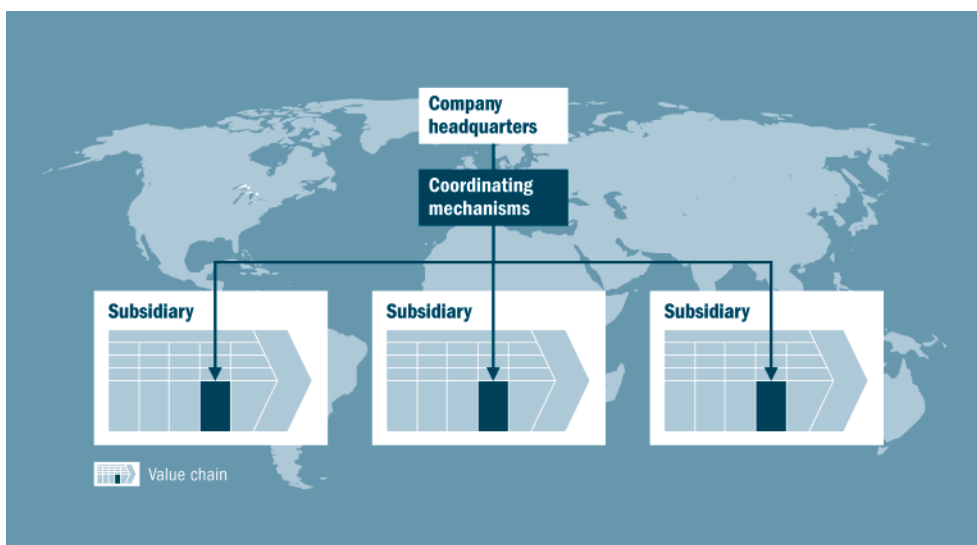 Company
headquarters
Coordinating
mechanisms
Subsidiary
Subsidiary
Subsidiary
Value chain